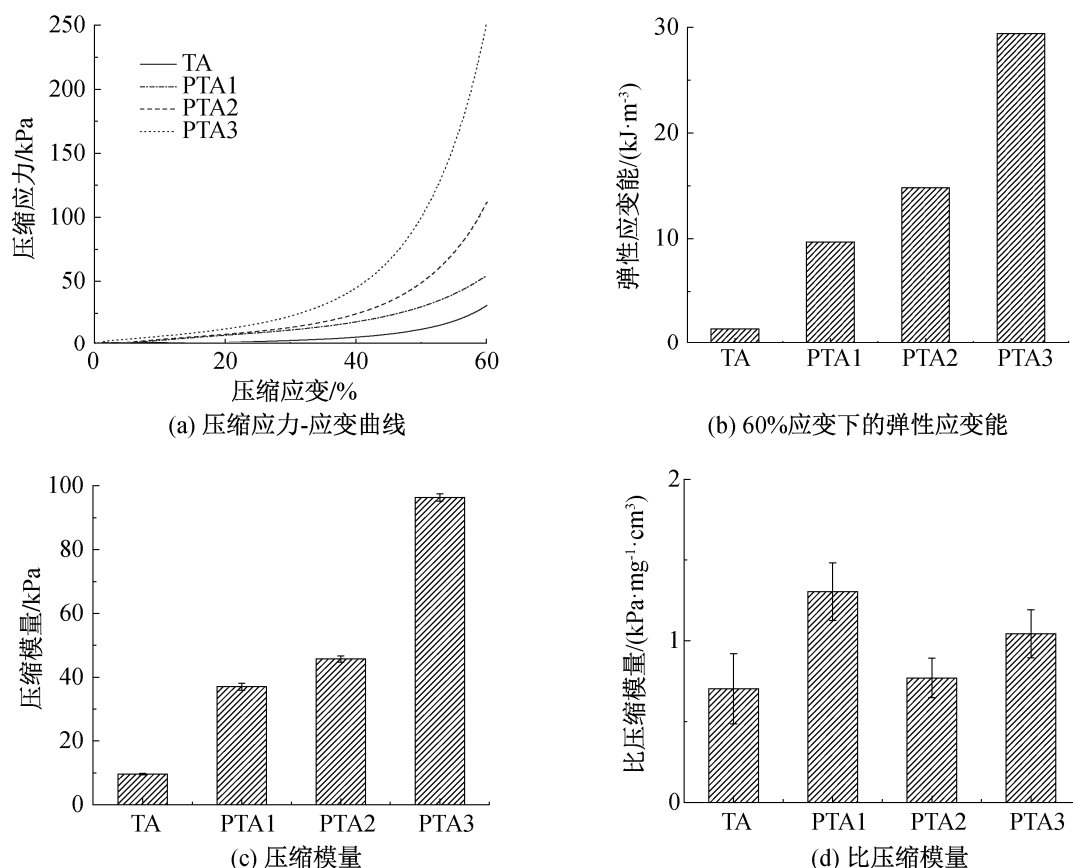 250
200
150
100
50
0
压缩应力/kPa
TA
PTA1
PTA2
PTA3
0 20 40 60
压缩应变/%
(a) 压缩应力-应变曲线
30
20
10
0
弹性应变能/(kJ·m⁻³)
TA PTA1 PTA2 PTA3
(b) 60%应变下的弹性应变能
100
80
60
40
20
0
压缩模量/kPa
TA PTA1 PTA2 PTA3
(c) 压缩模量
2
1
0
比压缩模量/(kPa·mg⁻¹·cm³)
TA PTA1 PTA2 PTA3
(d) 比压缩模量